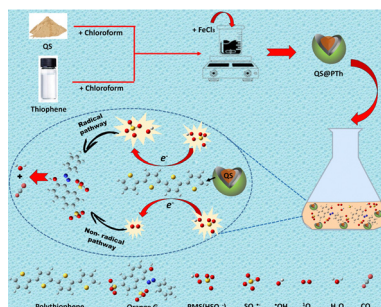 QS
+ Chloroform
+ FeCl₃
Thiophene
+ Chloroform
QS@PTh
Radical
pathway
e⁻
QS
+
e⁻
Non- radical
pathway
Polythiophene
Orange G
PMS(HSO₅⁻)
SO₄•⁻
•OH
¹O₂
H₂O
CO₂